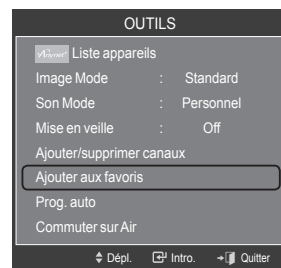 OUTILS
Anynet+ Liste appareils
Image Mode : Standard
Son Mode : Personnel
Mise en veille : Off
Ajouter/supprimer canaux
Ajouter aux favoris
Prog. auto
Commuter sur Air
Dépl. Intro. Quitter